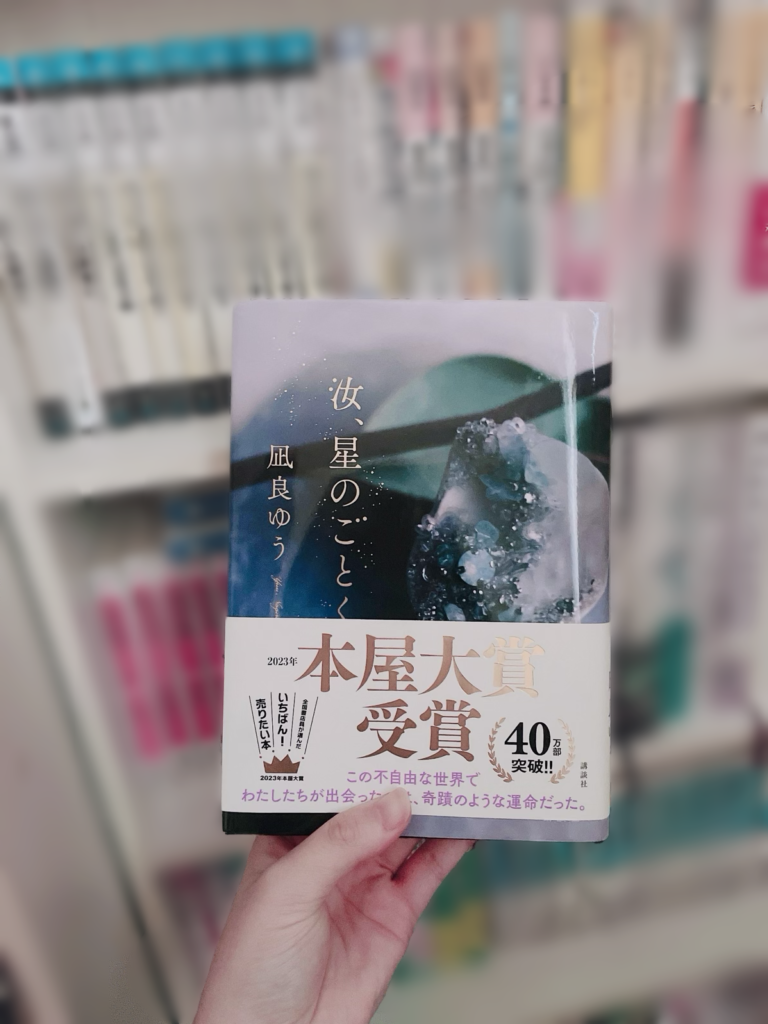 汝、星のごとく
凪良ゆう
2023年
本屋大賞
受賞
全国書店員が選んだ
いちばん!
売りたい本
2023年本屋大賞
40万部
突破!!
講談社
この不自由な世界で
わたしたちが出会った、奇蹟のような運命だった。